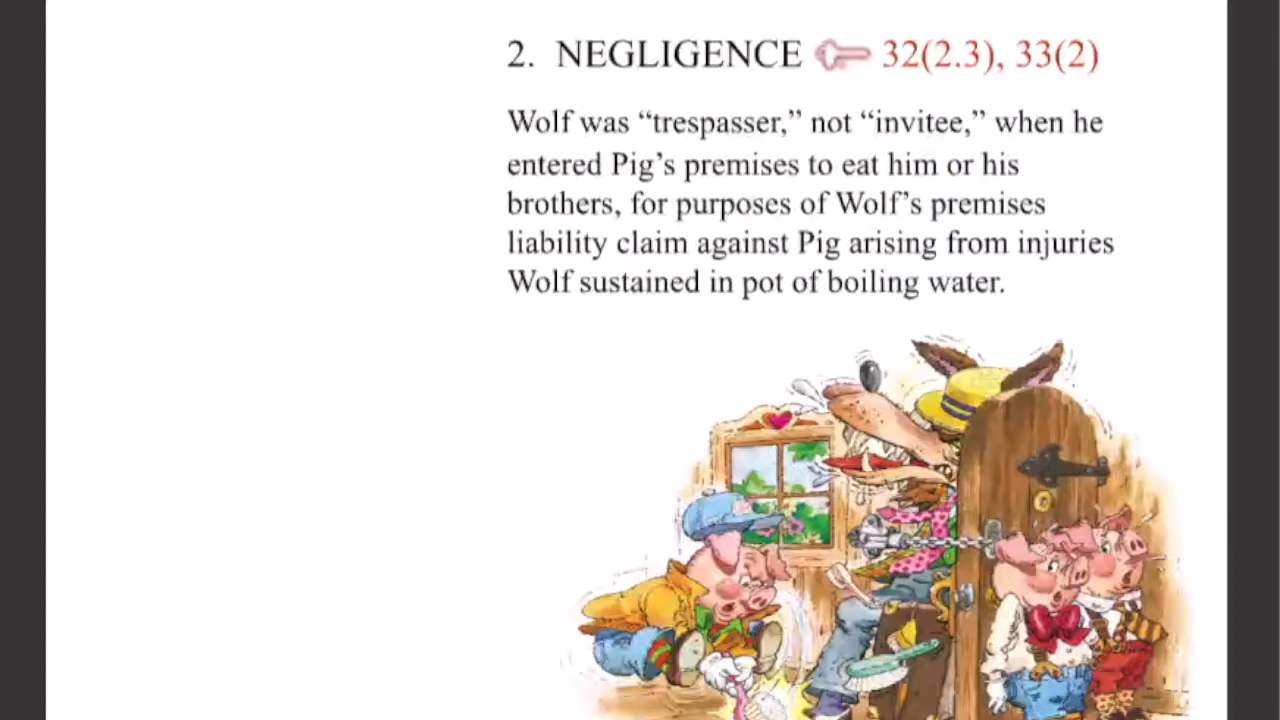 2. NEGLIGENCE 32(2.3), 33(2)
Wolf was “trespasser,” not “invitee,” when he
entered Pig’s premises to eat him or his
brothers, for purposes of Wolf’s premises
liability claim against Pig arising from injuries
Wolf sustained in pot of boiling water.